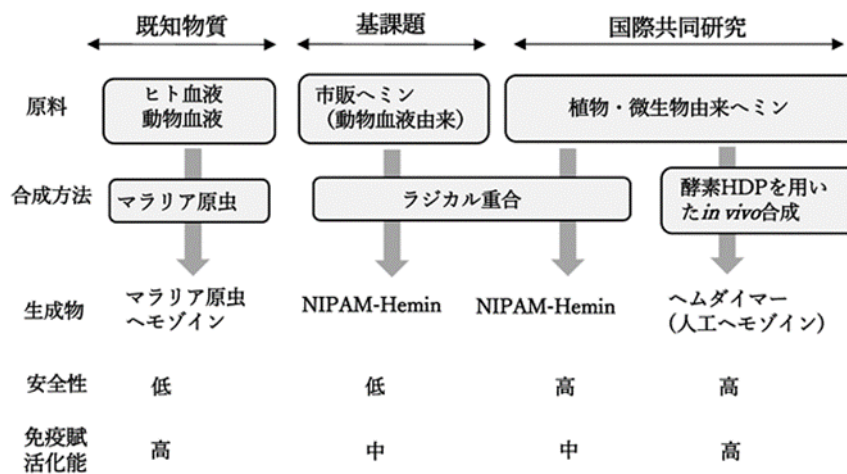 既知物質 基課題 国際共同研究
原料
ヒト血液
動物血液
市販ヘミン
（動物血液由来）
植物・微生物由来ヘミン
合成方法
マラリア原虫
ラジカル重合
酵素HDPを用い
たin vivo合成
生成物
マラリア原虫
ヘモゾイン
NIPAM-Hemin
NIPAM-Hemin
ヘムダイマー
(人工ヘモゾイン)
安全性 低 低 高 高
免疫賦
活化能
高 中 中 高